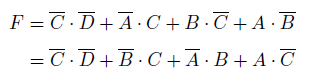 F = C̅ · D̅ + A̅ · C + B · C̅ + A · B̅
= C̅ · D̅ + B̅ · C + A̅ · B + A · C̅